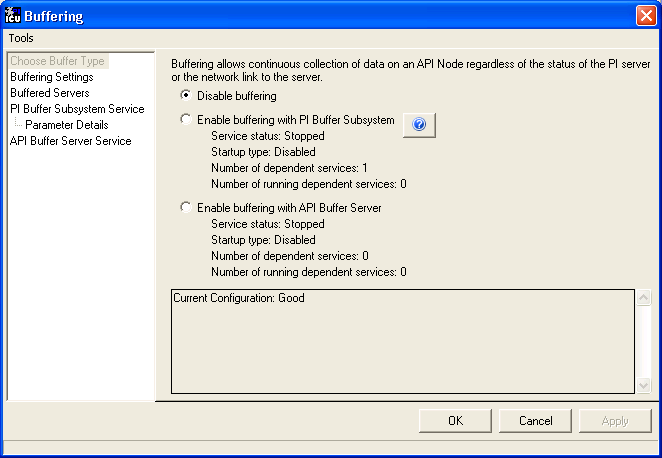 ICU Buffering
Tools
Choose Buffer Type
Buffering Settings
Buffered Servers
PI Buffer Subsystem Service
Parameter Details
API Buffer Server Service
Buffering allows continuous collection of data on an API Node regardless of the status of the PI server
or the network link to the server.
Disable buffering
Enable buffering with PI Buffer Subsystem
Service status: Stopped
Startup type: Disabled
Number of dependent services: 1
Number of running dependent services: 0
Enable buffering with API Buffer Server
Service status: Stopped
Startup type: Disabled
Number of dependent services: 0
Number of running dependent services: 0
Current Configuration: Good
OK Cancel Apply